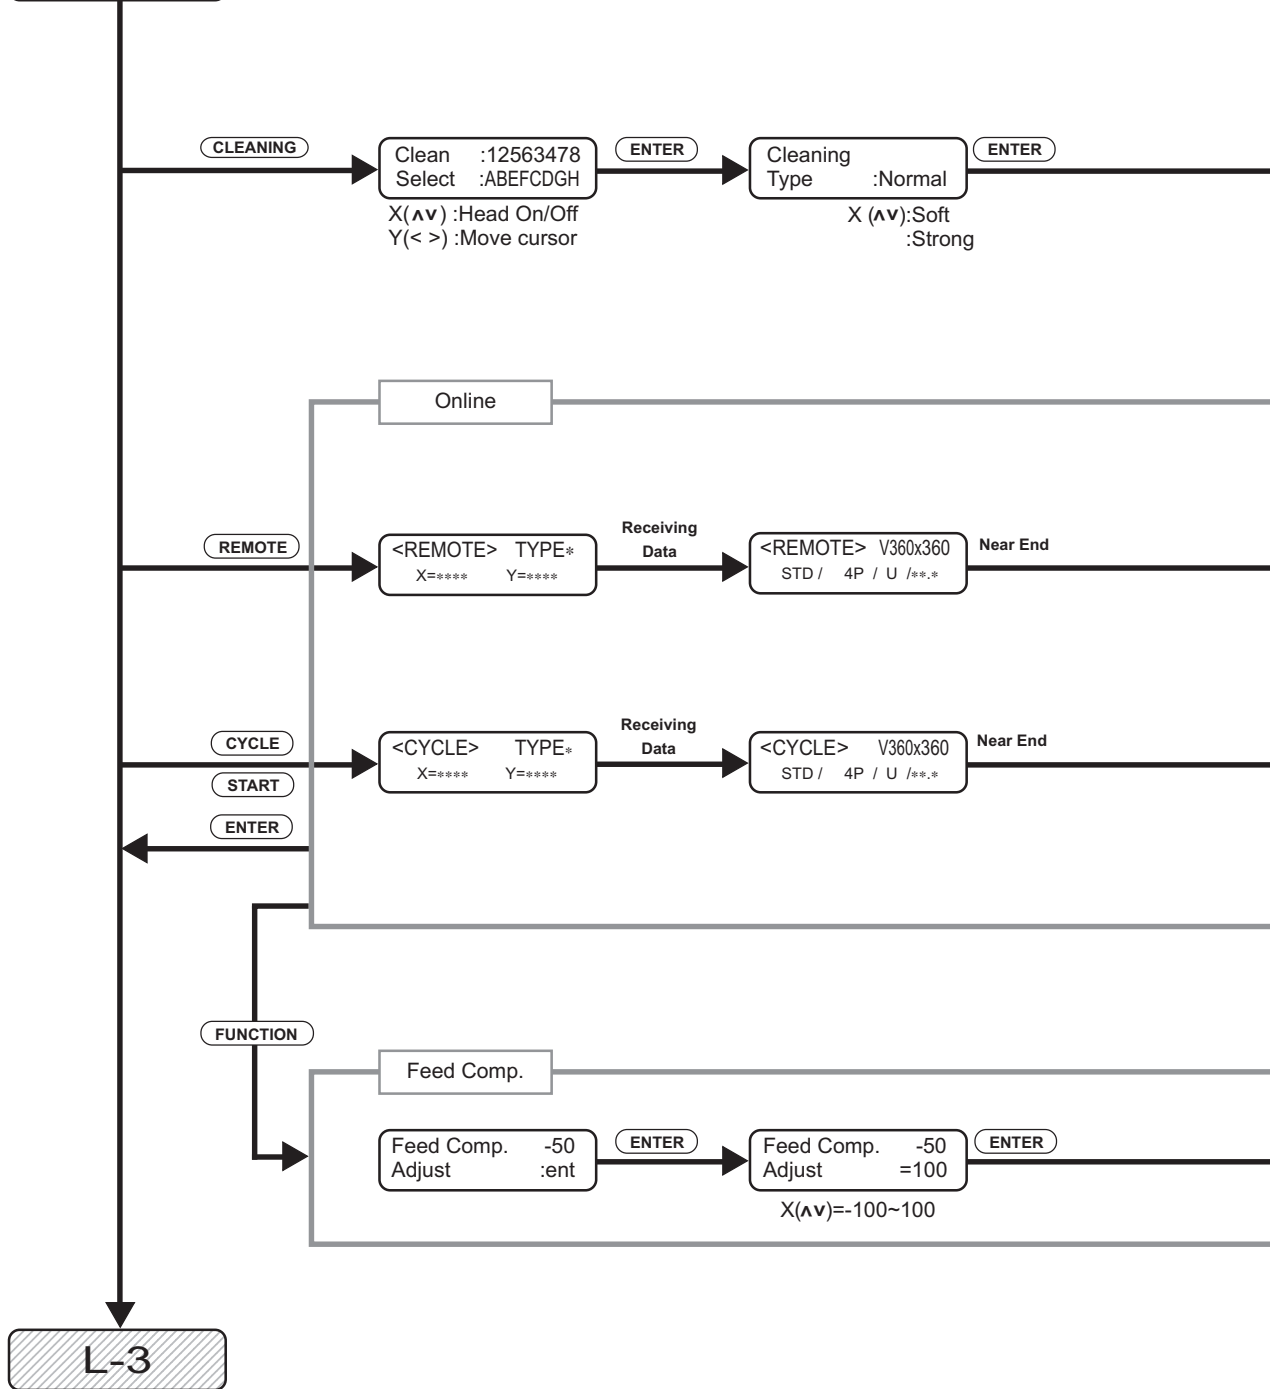 CLEANING
Clean :12563478
Select :ABEFCDGH
X(∧∨) :Head On/Off
Y(< >) :Move cursor
ENTER
Cleaning
Type :Normal
X (∧∨):Soft
:Strong
ENTER
Online
REMOTE
<REMOTE> TYPE*
X=**** Y=****
Receiving
Data
<REMOTE> V360x360
STD / 4P / U /**.*
Near End
CYCLE
START
ENTER
<CYCLE> TYPE*
X=**** Y=****
Receiving
Data
<CYCLE> V360x360
STD / 4P / U /**.*
Near End
FUNCTION
Feed Comp.
Feed Comp. -50
Adjust :ent
ENTER
Feed Comp. -50
Adjust =100
X(∧∨)=-100~100
ENTER
L-3